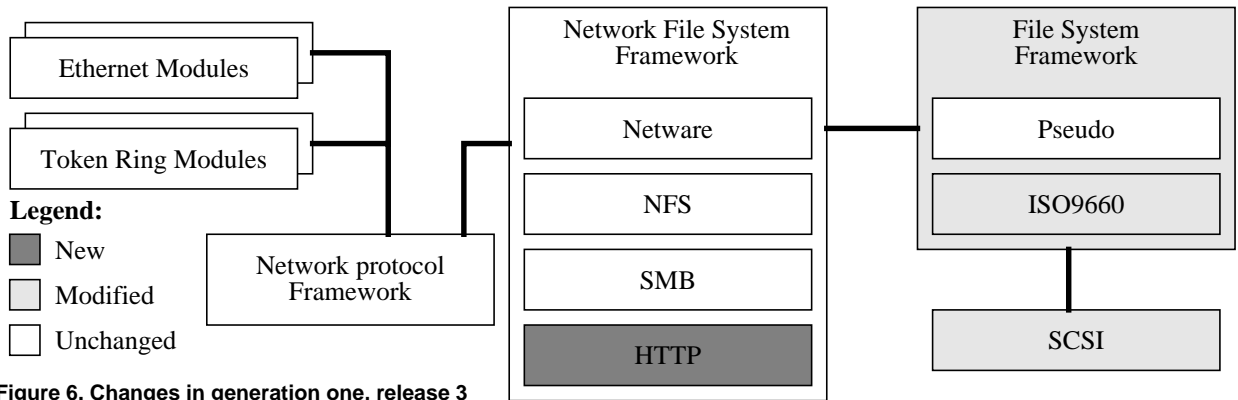 Ethernet Modules
Token Ring Modules
Legend:
New
Modified
Unchanged
Network protocol
Framework
Network File System
Framework
Netware
NFS
SMB
HTTP
File System
Framework
Pseudo
ISO9660
SCSI
Figure 6. Changes in generation one, release 3